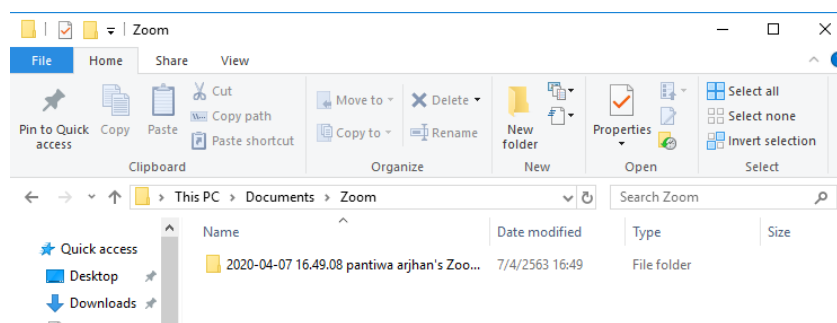 Zoom
File Home Share View
Pin to Quick access
Copy
Paste
Cut
Copy path
Paste shortcut
Clipboard
Move to
Copy to
Delete
Rename
Organize
New folder
New
Properties
Open
Select all
Select none
Invert selection
Select
This PC > Documents > Zoom
Search Zoom
Quick access
Desktop
Downloads
Name Date modified Type Size
2020-04-07 16.49.08 pantiwa arjhan's Zoo... 7/4/2563 16:49 File folder